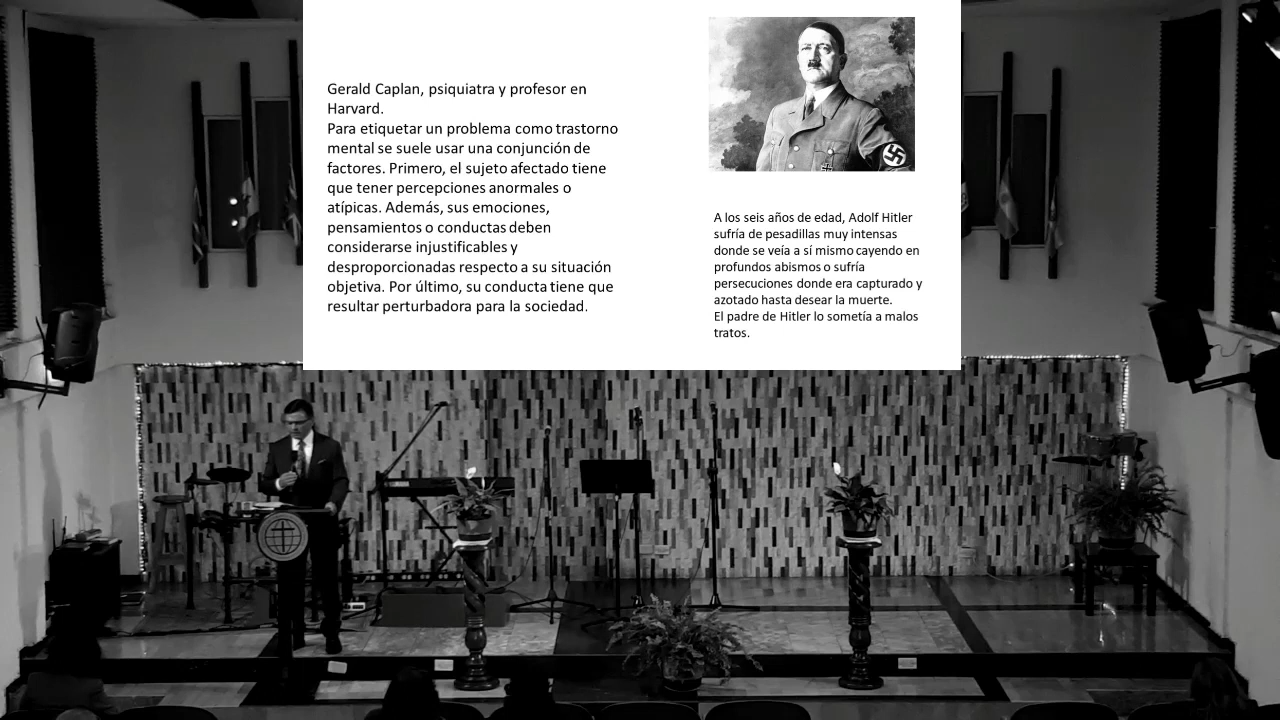 Gerald Caplan, psiquiatra y profesor en
Harvard.
Para etiquetar un problema como trastorno
mental se suele usar una conjunción de
factores. Primero, el sujeto afectado tiene
que tener percepciones anormales o
atípicas. Además, sus emociones,
pensamientos o conductas deben
considerarse injustificables y
desproporcionadas respecto a su situación
objetiva. Por último, su conducta tiene que
resultar perturbadora para la sociedad.
A los seis años de edad, Adolf Hitler
sufría de pesadillas muy intensas
donde se veía a sí mismo cayendo en
profundos abismos o sufría
persecuciones donde era capturado y
azotado hasta desear la muerte.
El padre de Hitler lo sometía a malos
tratos.